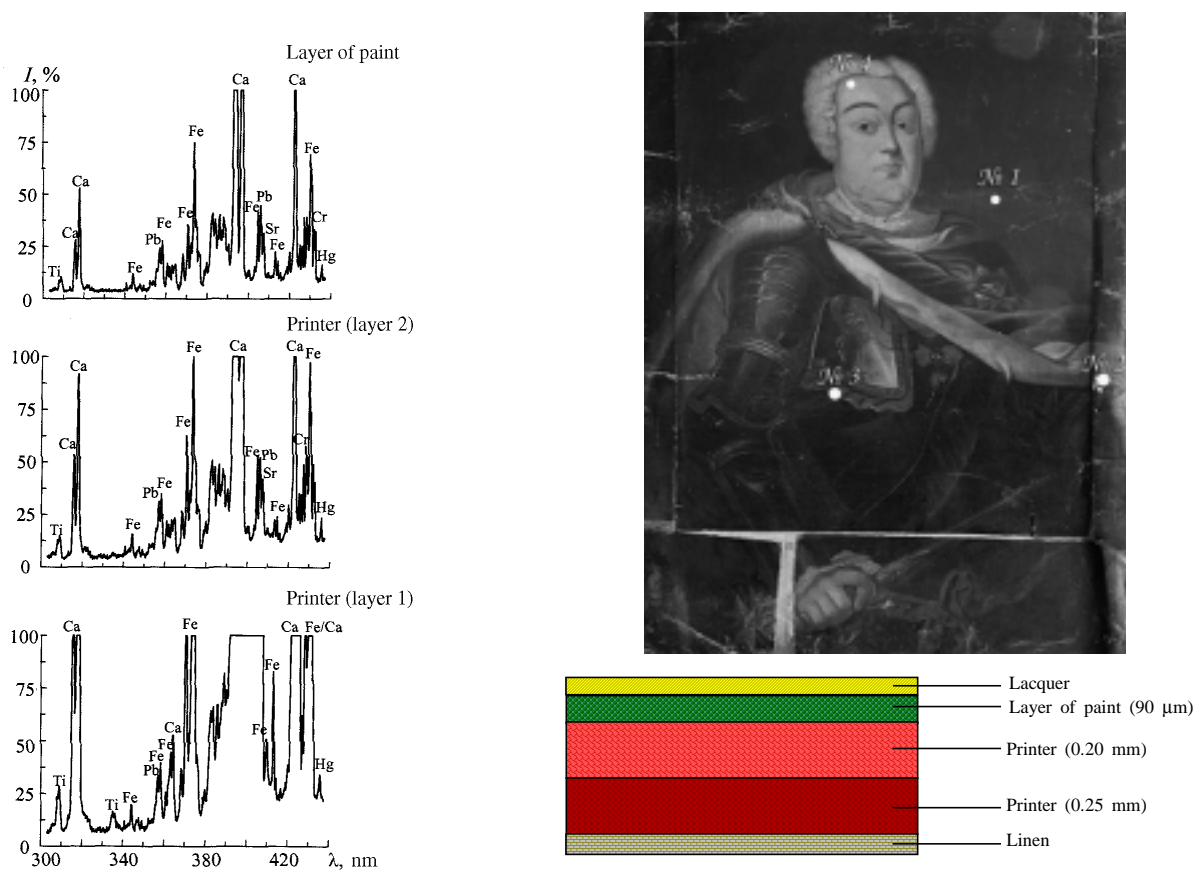 Layer of paint
I, %
Ca
Ca
100
Fe
75
Fe
Ca
50
Pb
Fe
Cr
Fe
Sr
Ca
Fe
Pb
Fe
25
Hg
Ti
Fe
0
Printer (layer 2)
Fe
Ca
Ca
Fe
100
Ca
75
Fe
Cr
Ca
Fe
Pb
50
Sr
Pb
Fe
Fe
Hg
25
Ti
Fe
0
Printer (layer 1)
Ca
Fe
Ca
Fe/Ca
100
Fe
75
Ca
Fe
Fe
50
Fe
Pb
Hg
Ti
Fe
25
Ti
0
300
340
380
420
λ, nm
№ 4
№ 1
№ 3
Lacquer
Layer of paint (90 μm)
Printer (0.20 mm)
Printer (0.25 mm)
Linen